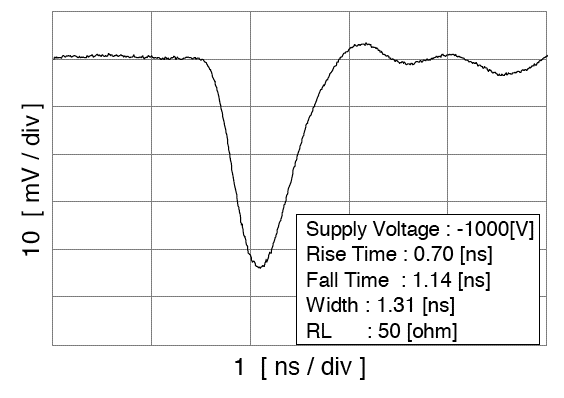 10 [ mV / div ]
Supply Voltage : -1000[V]
Rise Time : 0.70 [ns]
Fall Time : 1.14 [ns]
Width : 1.31 [ns]
RL : 50 [ohm]
1 [ ns / div ]